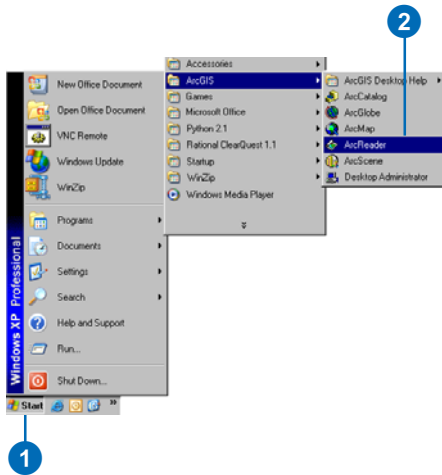 2
Accessories
ArcGIS
Games
Microsoft Office
Python 2.1
Rational ClearQuest 1.1
Startup
WinZip
Windows Media Player
ArcGIS Desktop Help
ArcCatalog
ArcGlobe
ArcMap
ArcReader
ArcScene
Desktop Administrator
New Office Document
Open Office Document
VNC Remote
Windows Update
WinZip
Programs
Documents
Settings
Search
Help and Support
Run...
Shut Down...
Windows XP Professional
Start
1